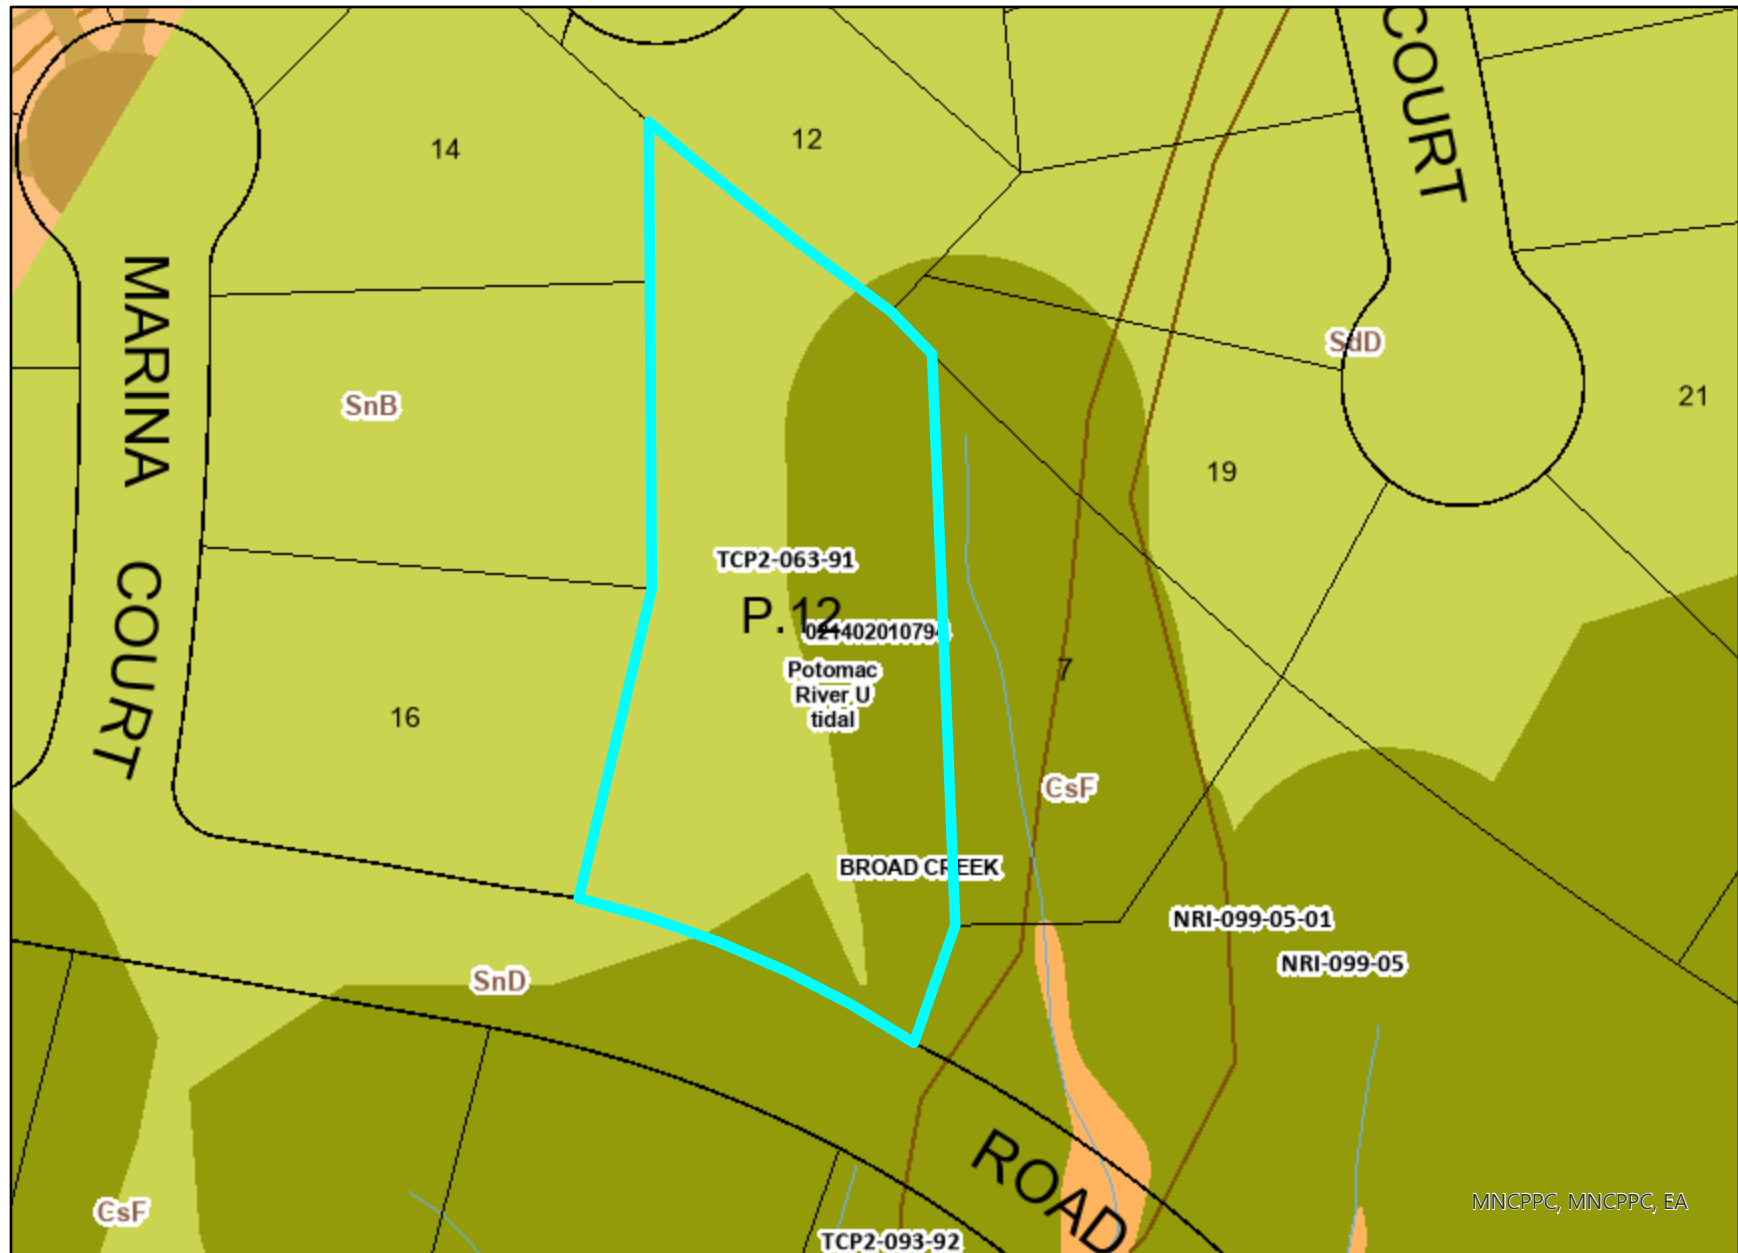 COURT
14
12
MARINA
COURT
SnB
SdD
21
19
TCP2-063-91
P.12
021402010794
Potomac
River U
tidal
7
16
CsF
BROAD CREEK
NRI-099-05-01
NRI-099-05
SnD
ROAD
CsF
TCP2-093-92
MNCPPC, MNCPPC, EA